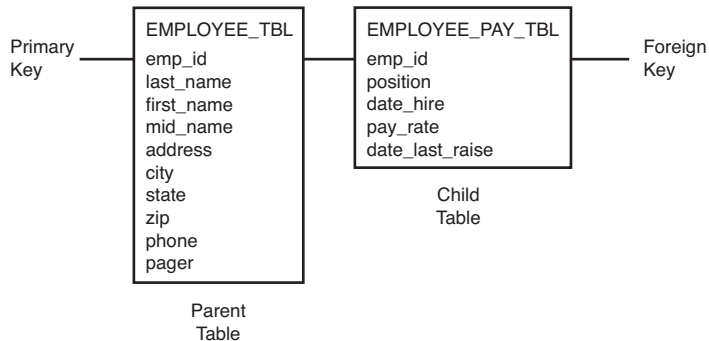 Primary
Key
EMPLOYEE_TBL
emp_id
last_name
first_name
mid_name
address
city
state
zip
phone
pager
Parent
Table
EMPLOYEE_PAY_TBL
emp_id
position
date_hire
pay_rate
date_last_raise
Child
Table
Foreign
Key